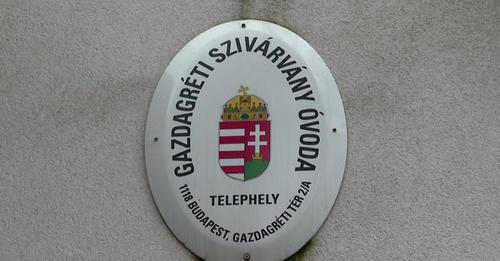 GAZDAGRÉTI SZIVÁRVÁNY ÓVODA
TELEPHELY
1118 BUDAPEST, GAZDAGRÉTI TÉR 2/A